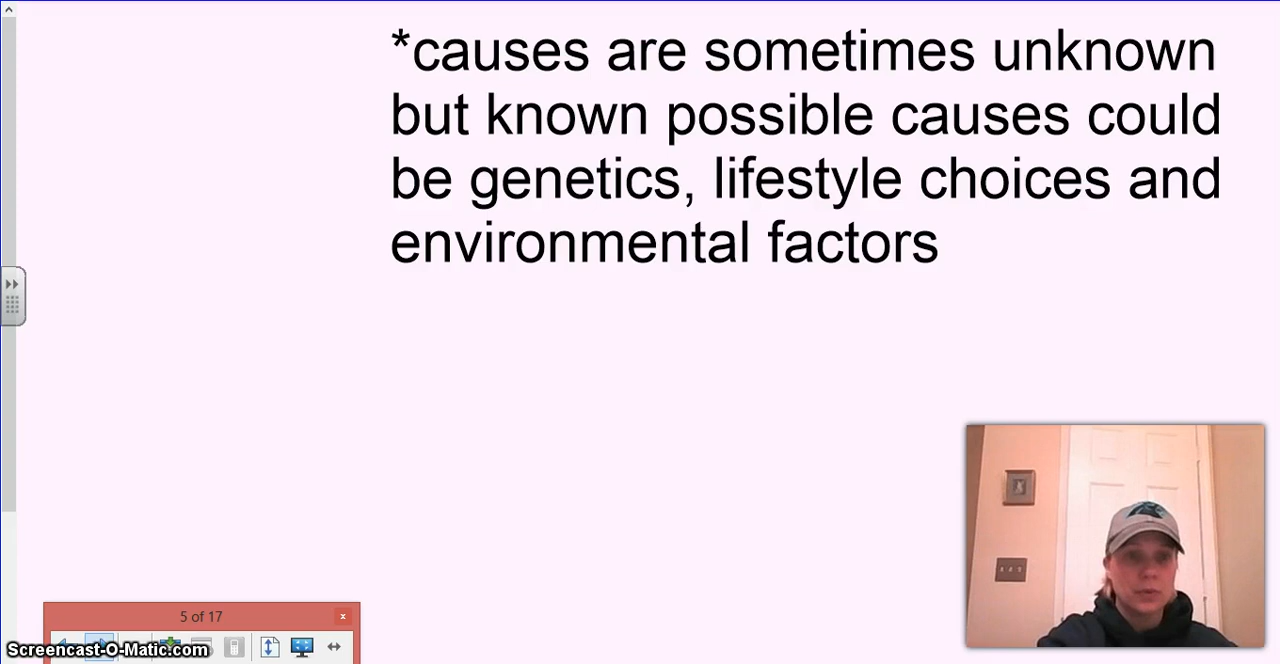 *causes are sometimes unknown
but known possible causes could
be genetics, lifestyle choices and
environmental factors
5 of 17
x
Screencast-O-Matic.com